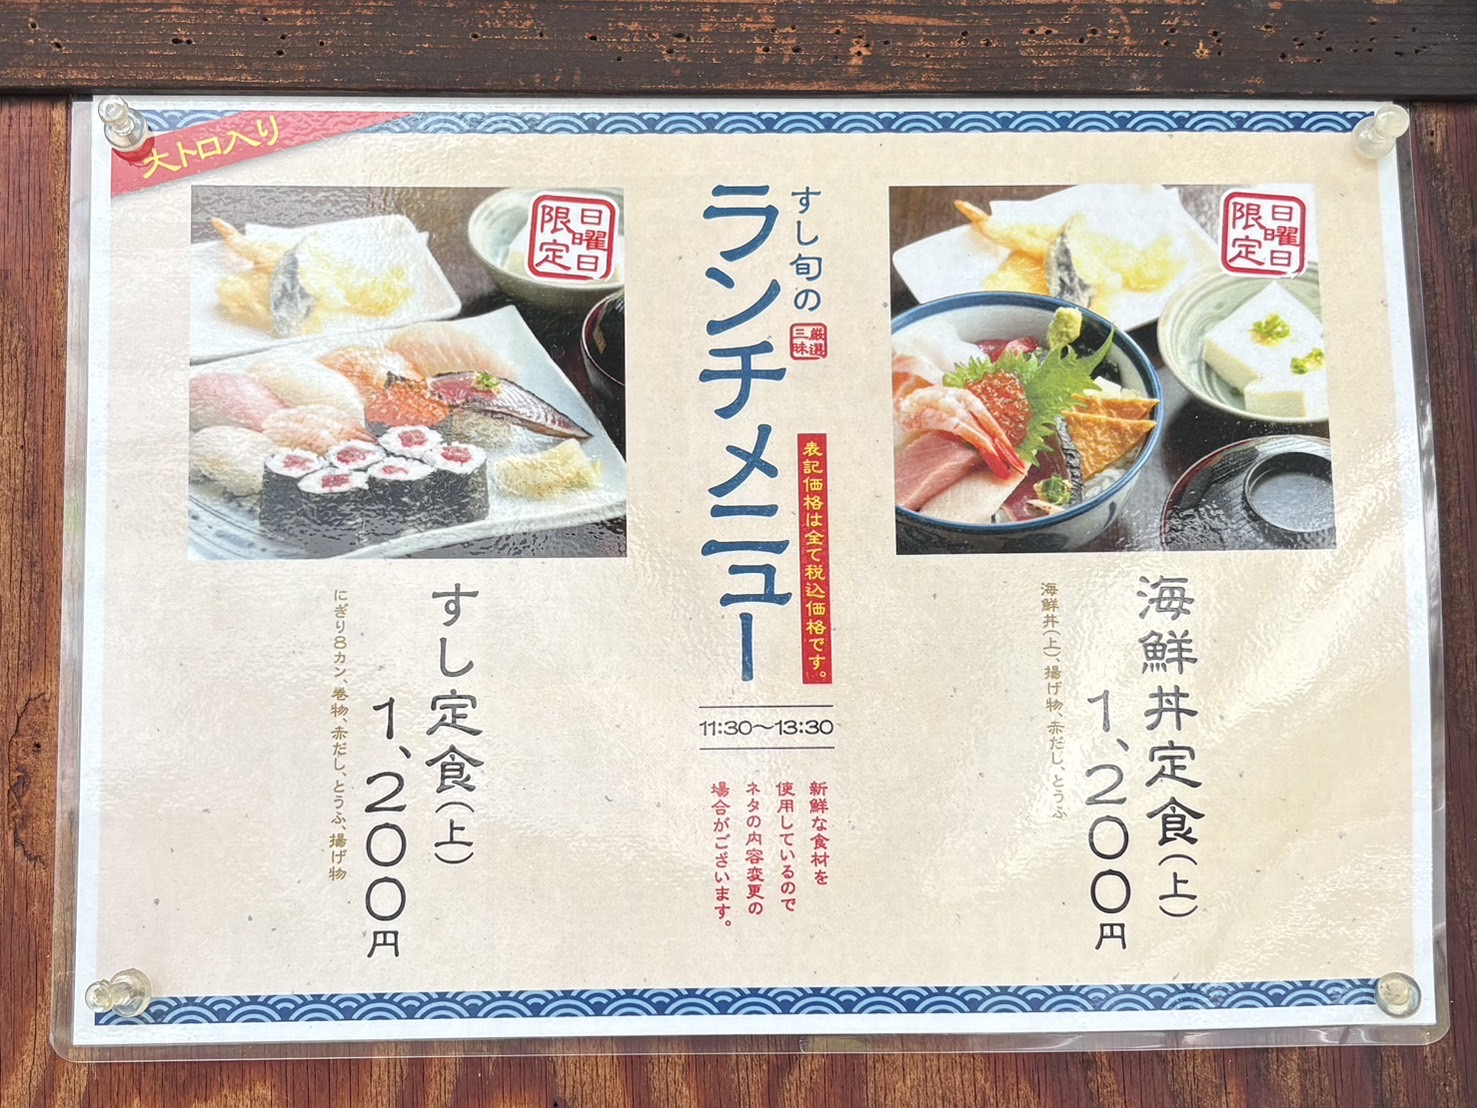 大トロ入り
日曜日
限定
海鮮丼定食(上)
1,200円
海鮮丼(上)、揚げ物、赤だし、とうふ
日曜日
限定
すし旬の
厳選
三昧
ランチメニュー
表記価格は全て税込価格です。
11:30〜13:30
新鮮な食材を
使用しているので
ネタの内容変更の
場合がございます。
すし定食(上)
1,200円
にぎり8カン、巻物、赤だし、とうふ、揚げ物